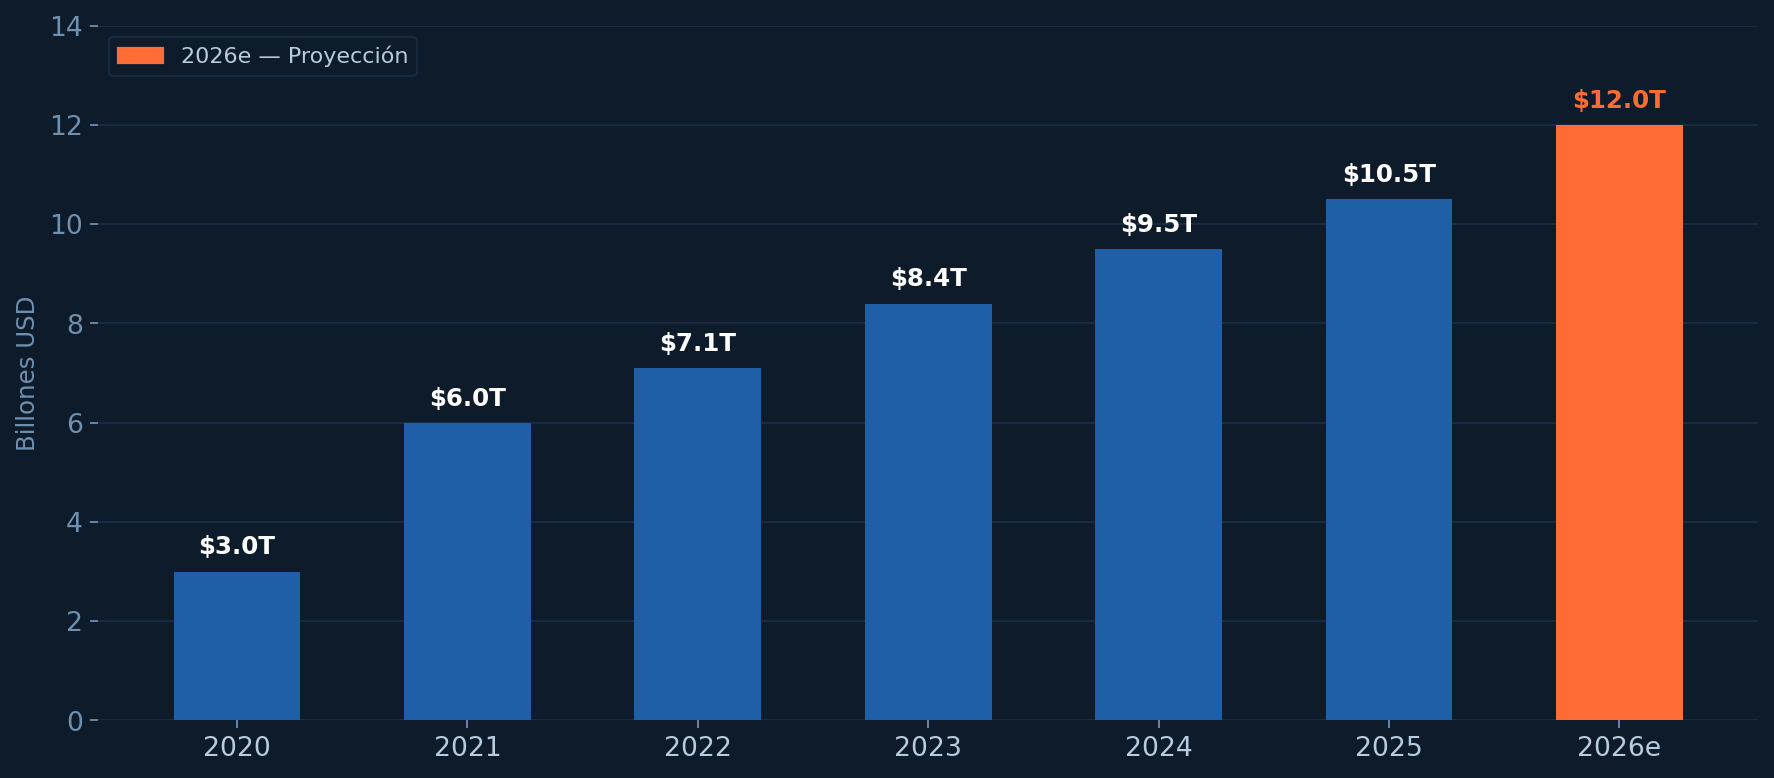 14
12
10
8
6
4
2
0
Billones USD
2026e — Proyección
$3.0T
$6.0T
$7.1T
$8.4T
$9.5T
$10.5T
$12.0T
2020
2021
2022
2023
2024
2025
2026e